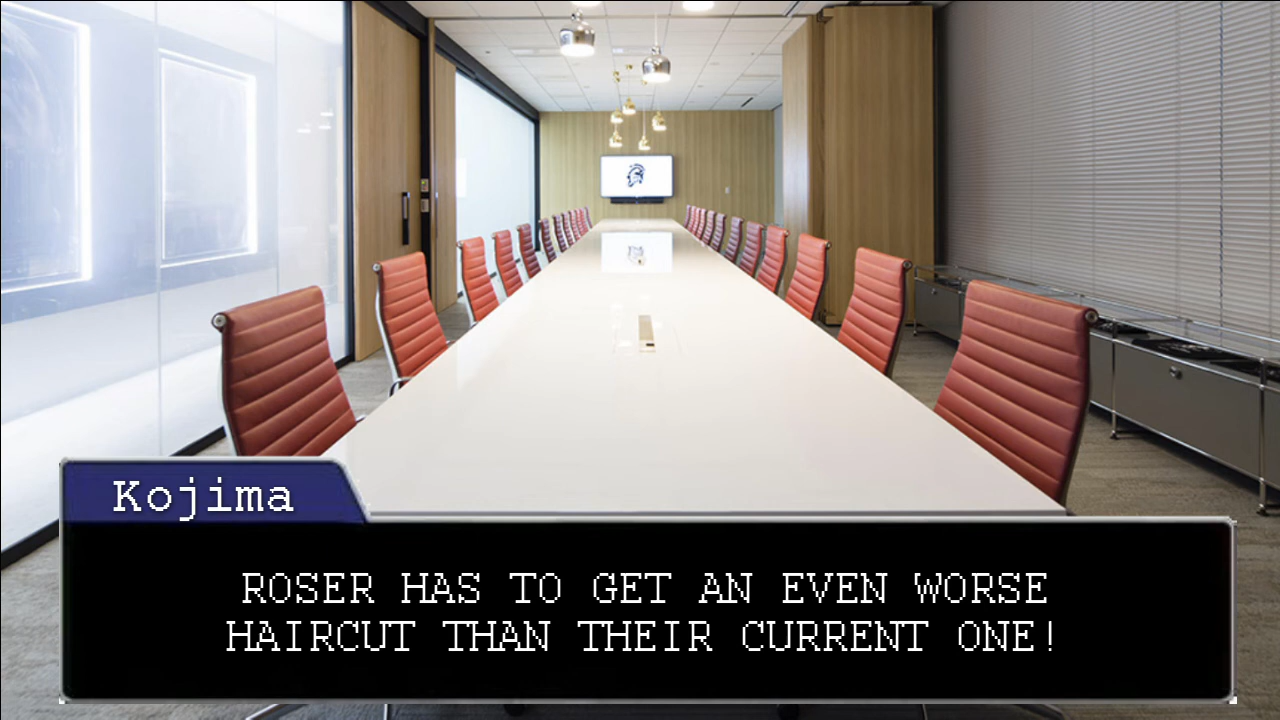 Kojima
ROSER HAS TO GET AN EVEN WORSE
HAIRCUT THAN THEIR CURRENT ONE!